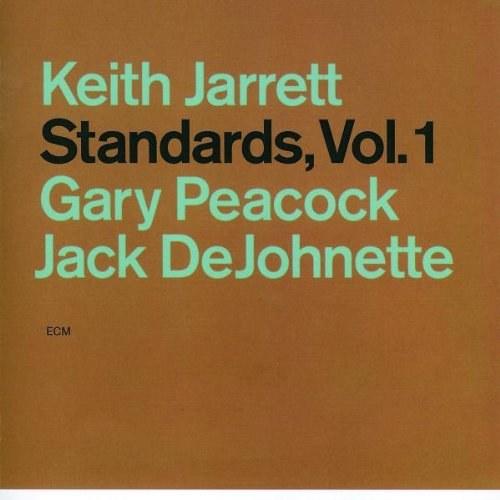 Keith Jarrett
Standards, Vol. 1
Gary Peacock
Jack DeJohnette
ECM